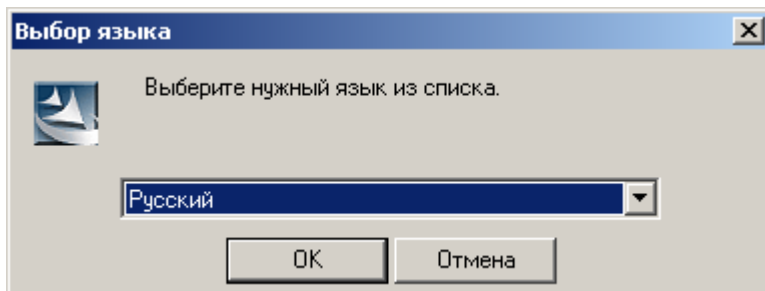 Выбор языка
Выберите нужный язык из списка.
Русский
OK
Отмена